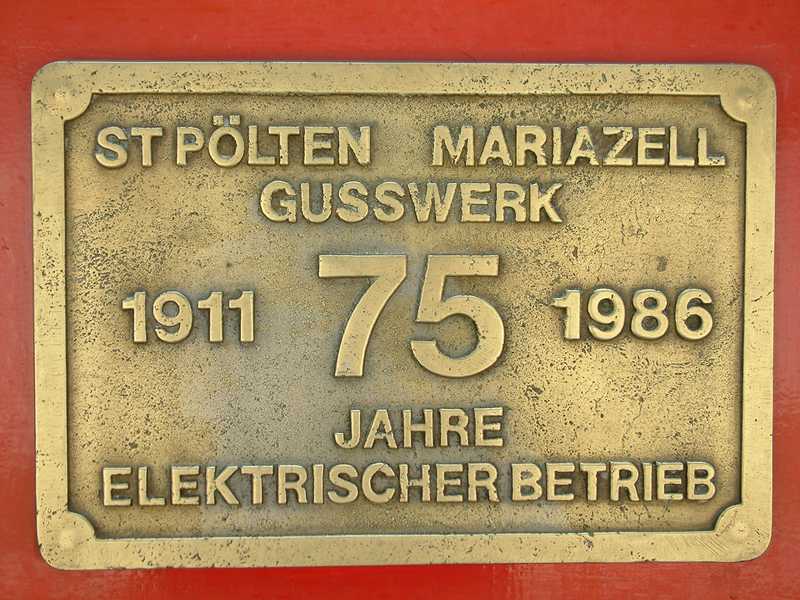 ST PÖLTEN MARIAZELL
GUSSWERK
1911 75 1986
JAHRE
ELEKTRISCHER BETRIEB